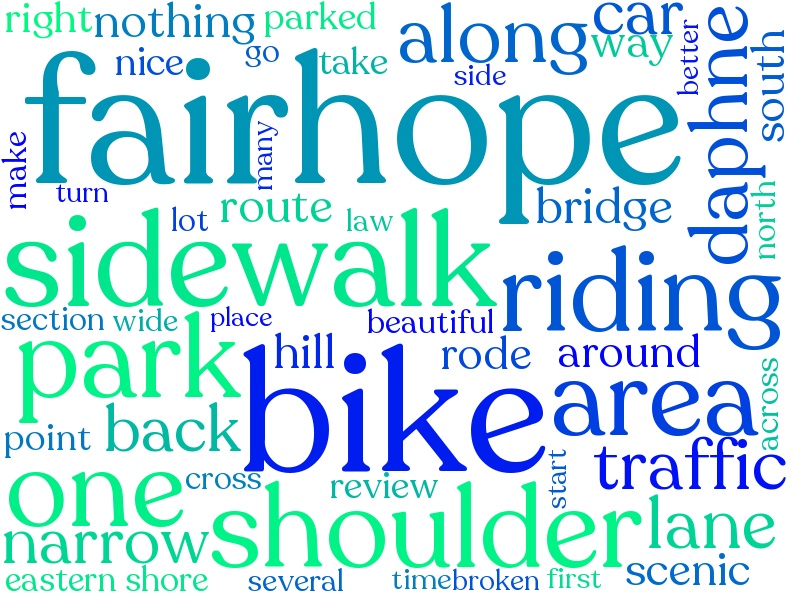 right nothing parked along car
nice go take way better
side
fairhope
daphne
south
make
many
turn
lot route law bridge north
sidewalk
riding
section wide place beautiful
park hill rode around
bike
area
across
point back
traffic
one cross review start
narrow shoulder lane
scenic
eastern shore several time broken first